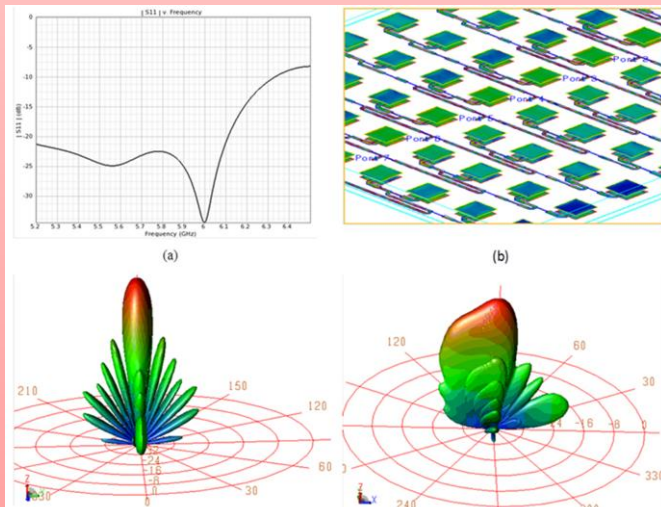 | S11 | v Frequency
0
-5
-10
-15
-20
-25
-30
| S11 | (dB)
5.2 5.3 5.4 5.5 5.6 5.7 5.8 5.9 6 6.1 6.2 6.3 6.4
Frequency (GHz)
(a)
Port 2
Port 3
Port 4
Port 5
Port 6
Port 7
(b)
210
150
120
60
30
0
-24
-16
-8
0
120
60
30
-16 -8 0
330
240
Z
X